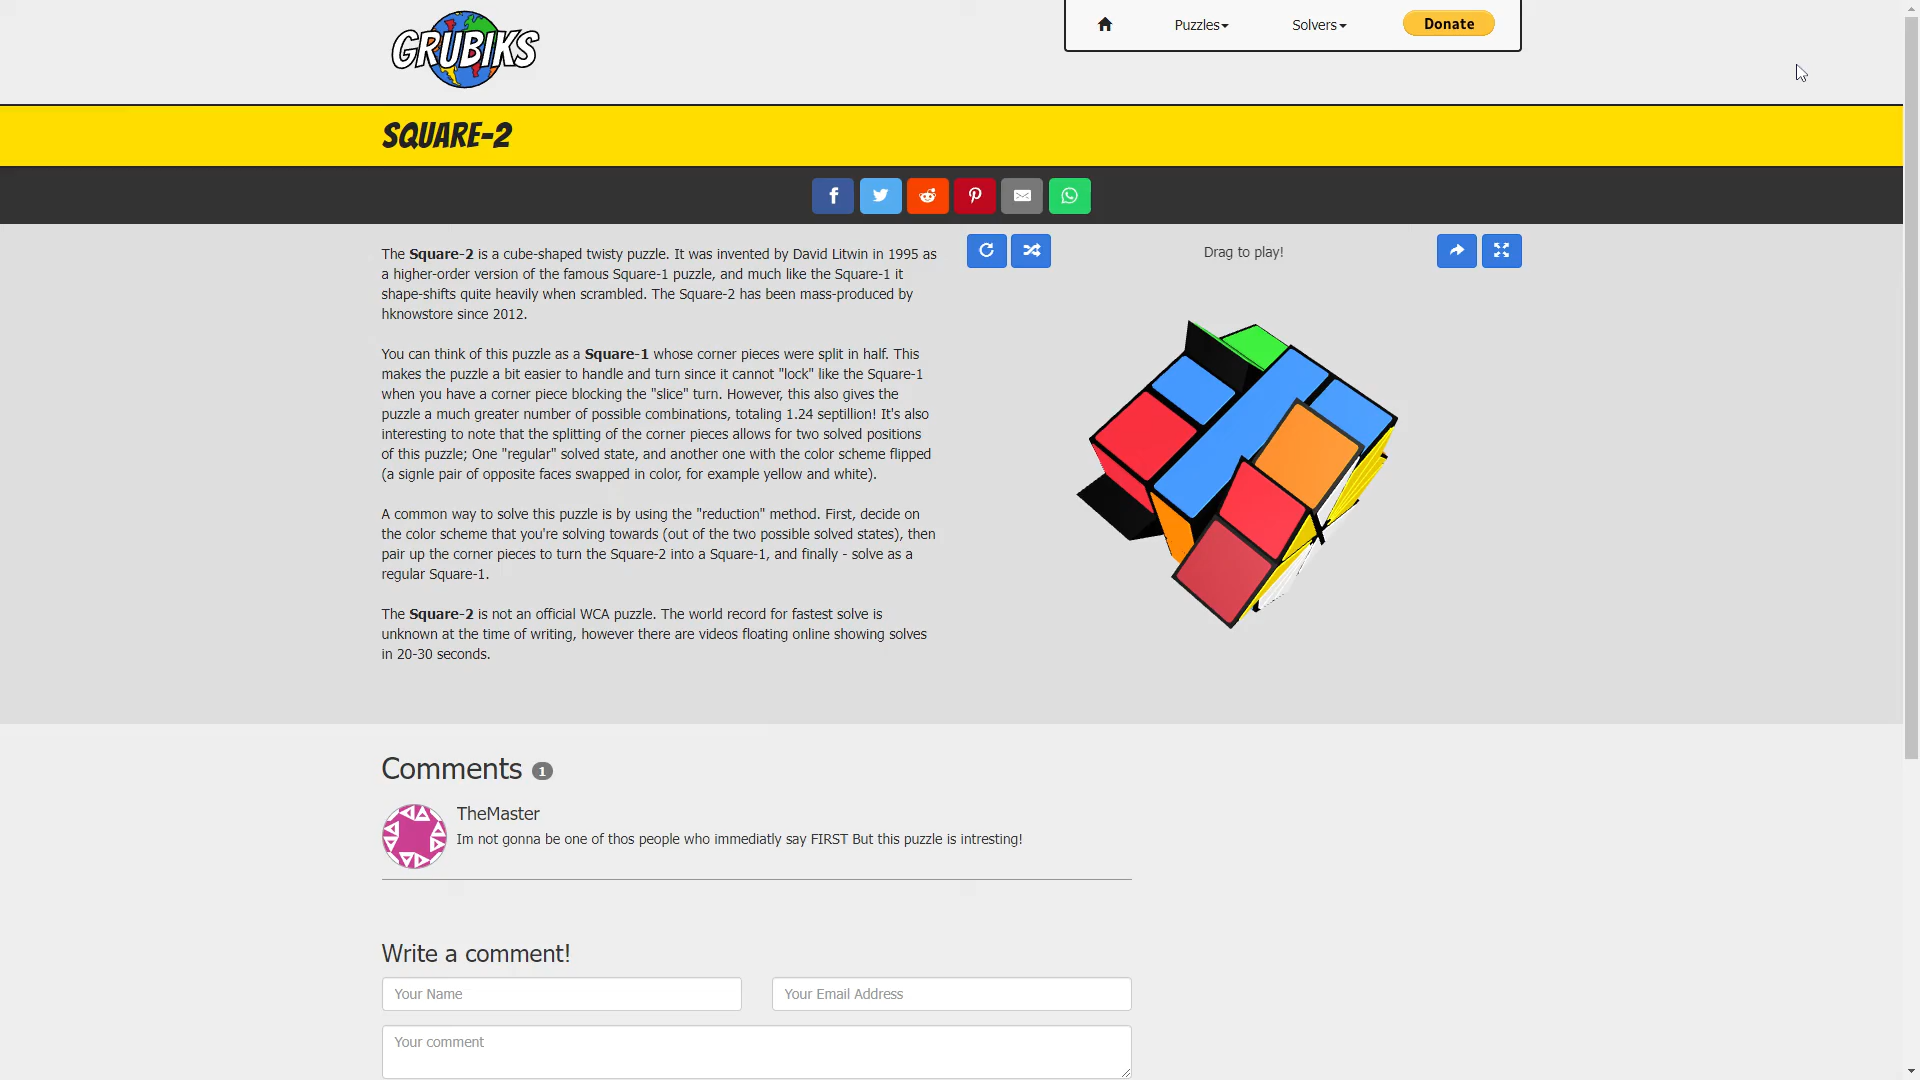 GRUBIKS
Puzzles
Solvers
Donate
SQUARE-2
The Square-2 is a cube-shaped twisty puzzle. It was invented by David Litwin in 1995 as
a higher-order version of the famous Square-1 puzzle, and much like the Square-1 it
shape-shifts quite heavily when scrambled. The Square-2 has been mass-produced by
hknowstore since 2012.
You can think of this puzzle as a Square-1 whose corner pieces were split in half. This
makes the puzzle a bit easier to handle and turn since it cannot "lock" like the Square-1
when you have a corner piece blocking the "slice" turn. However, this also gives the
puzzle a much greater number of possible combinations, totaling 1.24 septillion! It's also
interesting to note that the splitting of the corner pieces allows for two solved positions
of this puzzle; One "regular" solved state, and another one with the color scheme flipped
(a signle pair of opposite faces swapped in color, for example yellow and white).
A common way to solve this puzzle is by using the "reduction" method. First, decide on
the color scheme that you're solving towards (out of the two possible solved states), then
pair up the corner pieces to turn the Square-2 into a Square-1, and finally - solve as a
regular Square-1.
The Square-2 is not an official WCA puzzle. The world record for fastest solve is
unknown at the time of writing, however there are videos floating online showing solves
in 20-30 seconds.
Drag to play!
Comments 1
TheMaster
Im not gonna be one of thos people who immediatly say FIRST But this puzzle is intresting!
Write a comment!
Your Name
Your Email Address
Your comment